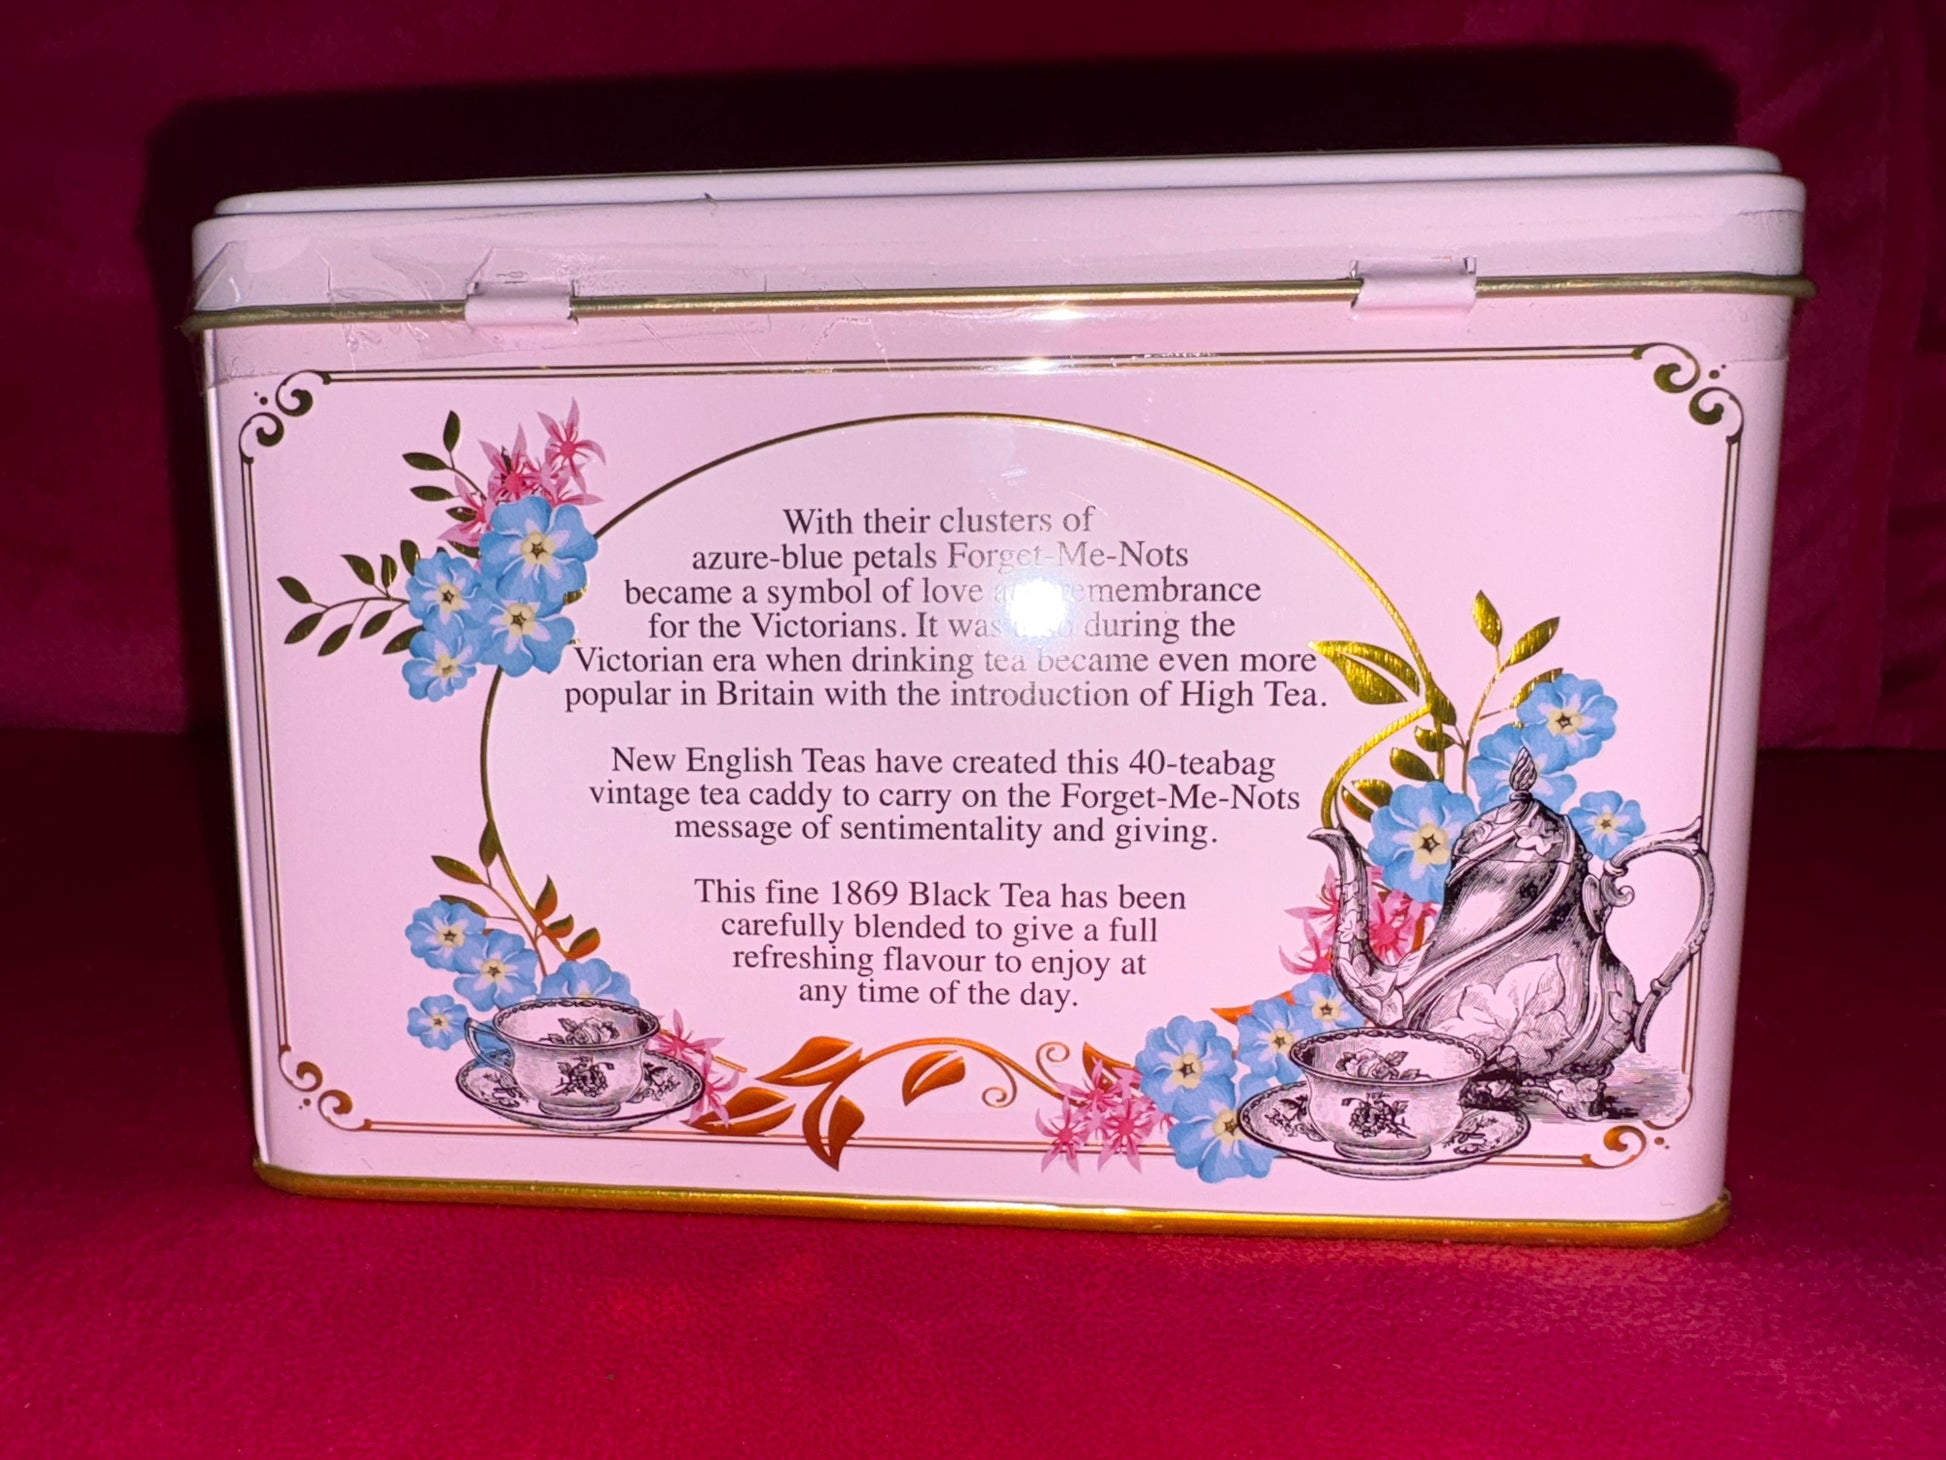 With their clusters of
azure-blue petals Forget-Me-Nots
became a symbol of love remembrance
for the Victorians. It was during the
Victorian era when drinking tea became even more
popular in Britain with the introduction of High Tea.
New English Teas have created this 40-teabag
vintage tea caddy to carry on the Forget-Me-Nots
message of sentimentality and giving.
This fine 1869 Black Tea has been
carefully blended to give a full
refreshing flavour to enjoy at
any time of the day.